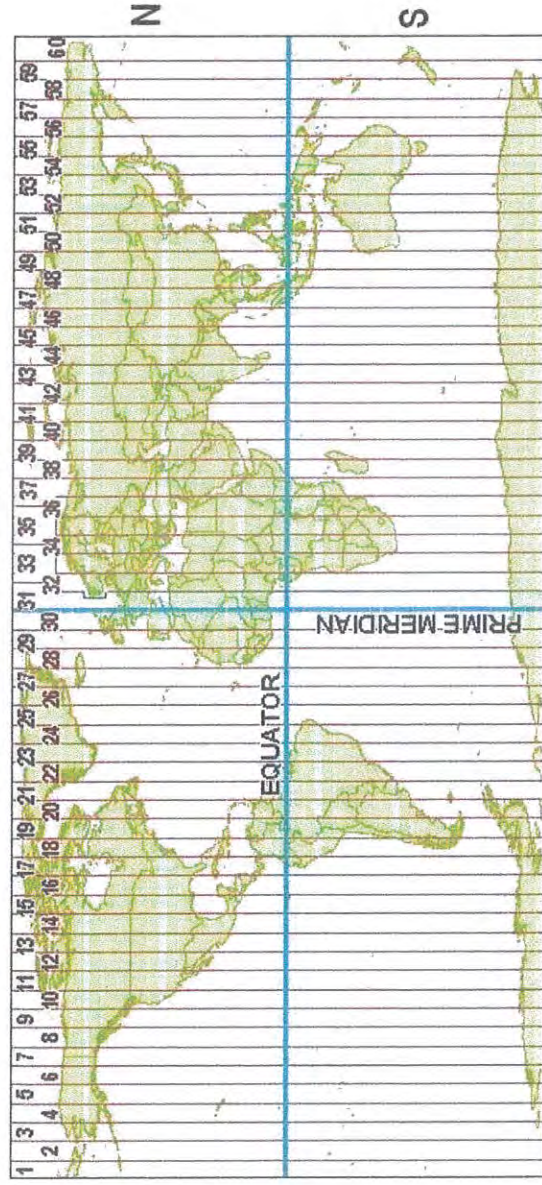 1 3 5 7 9 11 13 15 17 19 21 23 25 27 29 31 33 35 37 39 41 43 45 47 49 51 53 55 57 59
2 4 6 8 10 12 14 16 18 20 22 24 26 28 30 32 34 36 38 40 42 44 46 48 50 52 54 56 58 60
N
EQUATOR
PRIME MERIDIAN
S